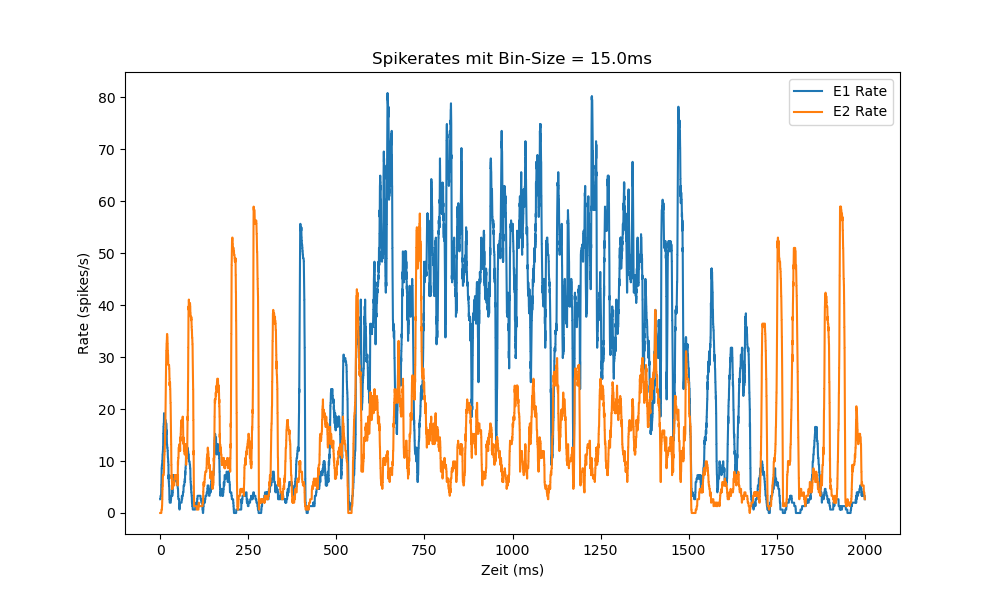 Spikerates mit Bin-Size = 15.0ms
E1 Rate
E2 Rate
80
70
60
50
40
30
20
10
0
Rate (spikes/s)
0 250 500 750 1000 1250 1500 1750 2000
Zeit (ms)